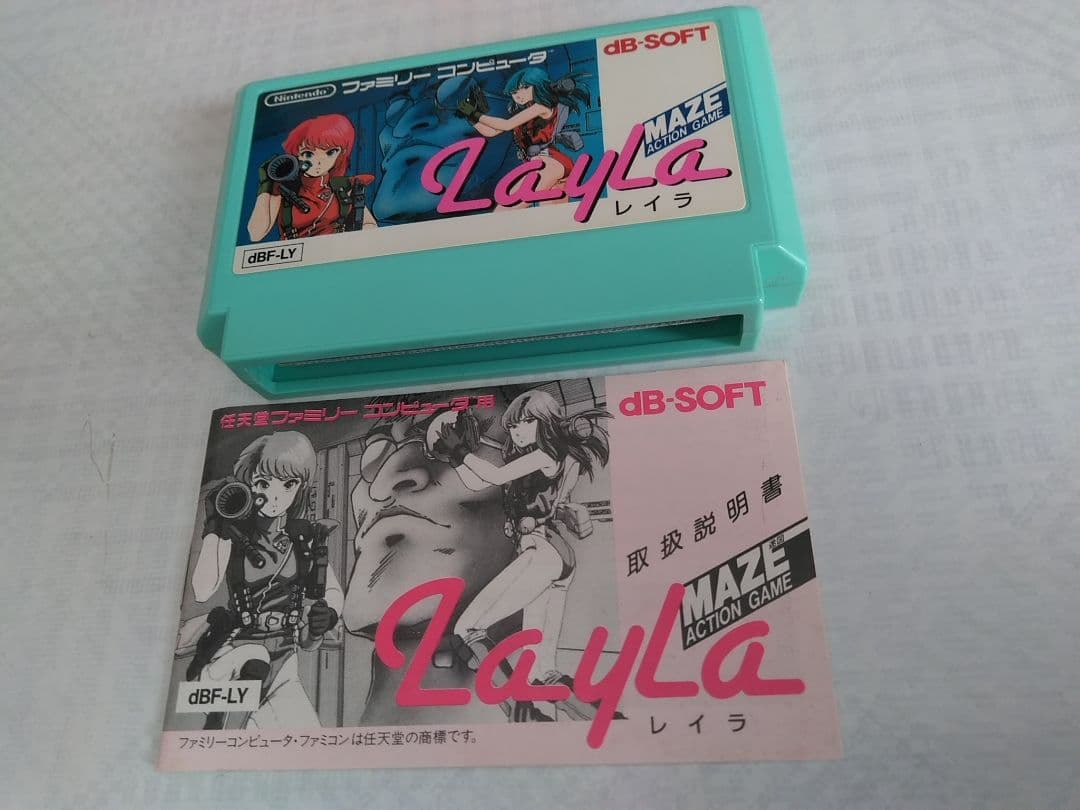 Nintendo ファミリー コンピュータ™
dB-SOFT
MAZE
ACTION GAME
Layla
レイラ
dBF-LY
任天堂ファミリー コンピュータ用
dB-SOFT
取扱説明書
迷図
MAZE
ACTION GAME
Layla
レイラ
dBF-LY
ファミリーコンピュータ・ファミコンは任天堂の商標です。